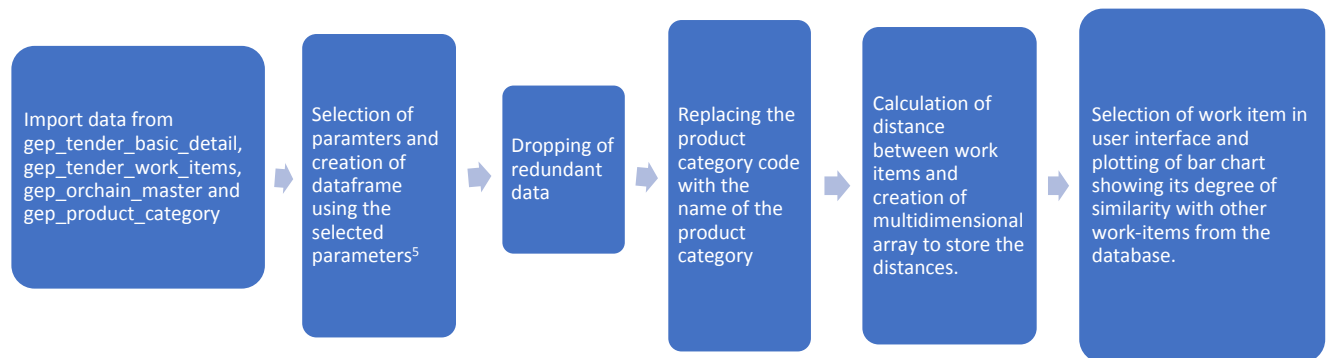 Import data from
gep_tender_basic_detail,
gep_tender_work_items,
gep_orchain_master and
gep_product_category
Selection of
paramters and
creation of
dataframe
using the
selected
parameters⁵
Dropping of
redundant
data
Replacing the
product
category code
with the
name of the
product
category
Calculation of
distance
between work
items and
creation of
multidimensional
array to store the
distances.
Selection of work item in
user interface and
plotting of bar chart
showing its degree of
similarity with other
work-items from the
database.